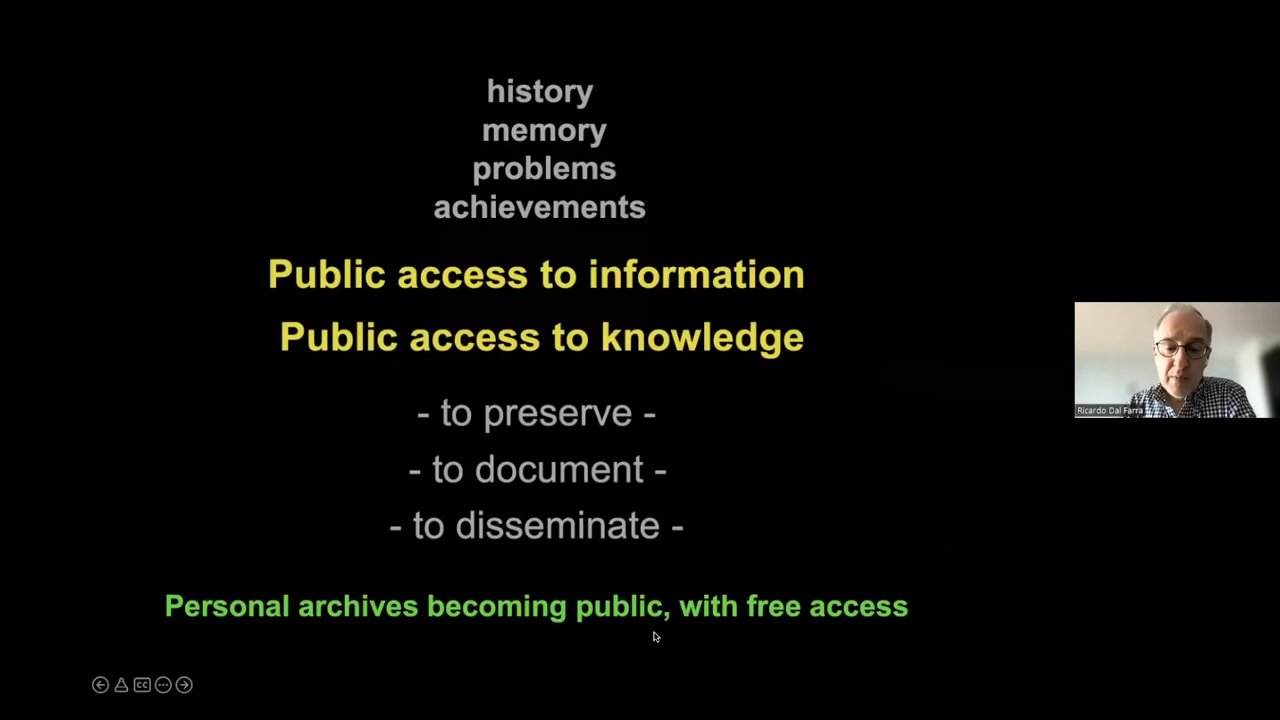 history
memory
problems
achievements
Public access to information
Public access to knowledge
- to preserve -
- to document -
- to disseminate -
Personal archives becoming public, with free access
Ricardo Dal Farra
CC